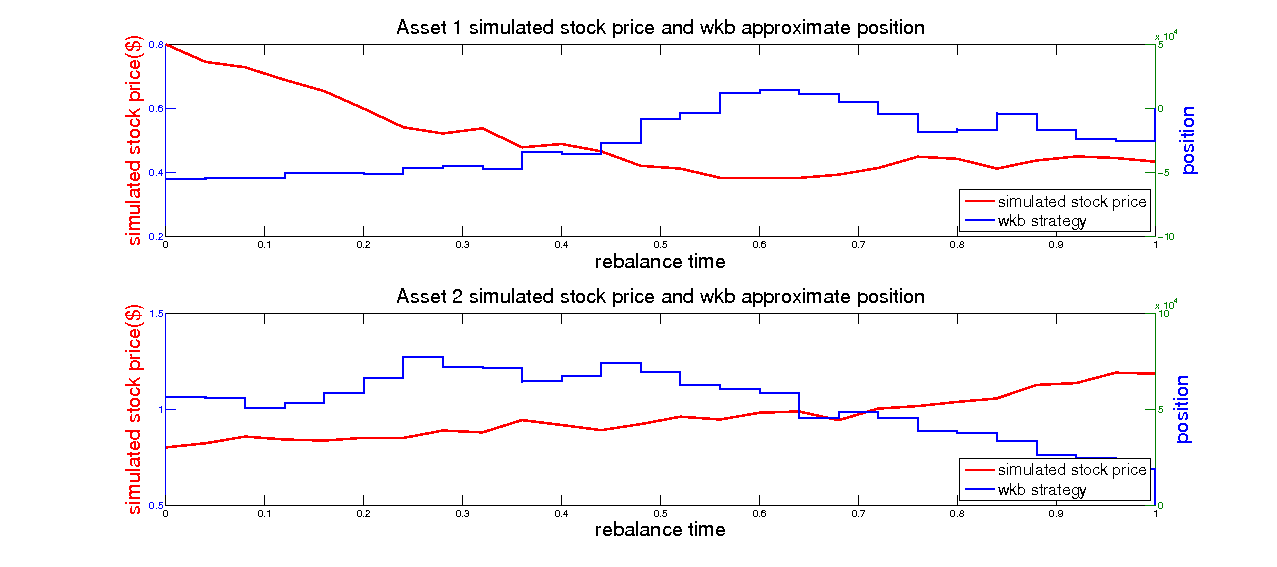 Asset 1 simulated stock price and wkb approximate position
x 10^4
simulated stock price($)
0.8
0.6
0.4
0.2
5
0
−5
−10
position
simulated stock price
wkb strategy
0 0.1 0.2 0.3 0.4 0.5 0.6 0.7 0.8 0.9 1
rebalance time
Asset 2 simulated stock price and wkb approximate position
x 10^4
simulated stock price($)
1.5
1
0.5
10
5
0
position
simulated stock price
wkb strategy
0 0.1 0.2 0.3 0.4 0.5 0.6 0.7 0.8 0.9 1
rebalance time